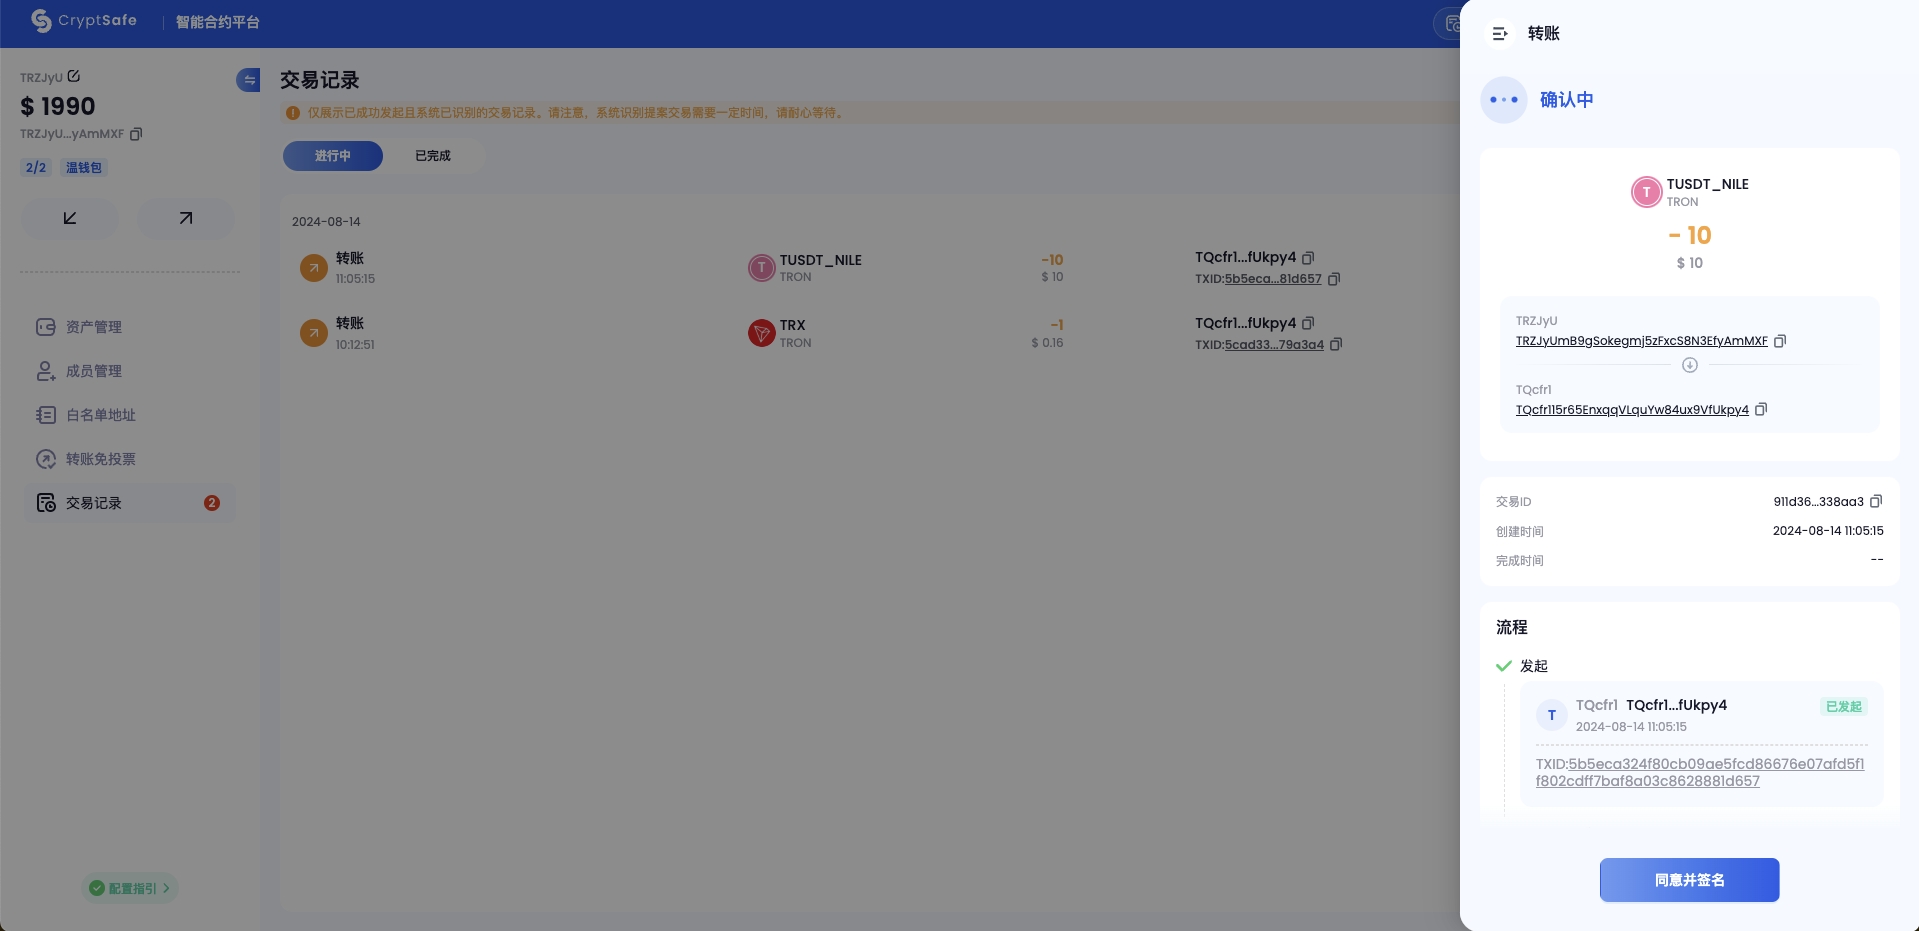 CryptSafe
智能合约平台
TRZJyU
$ 1990
TRZJyU...yAmMXF
2/2
温钱包
资产管理
成员管理
白名单地址
转账免投票
交易记录
2
配置指引
交易记录
仅展示已成功发起且系统已识别的交易记录。请注意，系统识别提案交易需要一定时间，请耐心等待。
进行中
已完成
2024-08-14
转账
11:05:15
T
TUSDT_NILE
TRON
-10
$ 10
TQcfr1...fUkpy4
TXID:5b5eca...81d657
转账
10:12:51
TRX
TRON
-1
$ 0.16
TQcfr1...fUkpy4
TXID:5cad33...79a3a4
转账
确认中
T
TUSDT_NILE
TRON
- 10
$ 10
TRZJyU
TRZJyUmB9gSokegmj5zFxcS8N3EfyAmMXF
TQcfr1
TQcfr115r65EnxqqVLquYw84ux9VfUkpy4
交易ID
911d36...338aa3
创建时间
2024-08-14 11:05:15
完成时间
--
流程
发起
T
TQcfr1 TQcfr1...fUkpy4
已发起
2024-08-14 11:05:15
TXID:5b5eca324f80cb09ae5fcd86676e07afd5f1
f802cdff7baf8a03c8628881d657
同意并签名